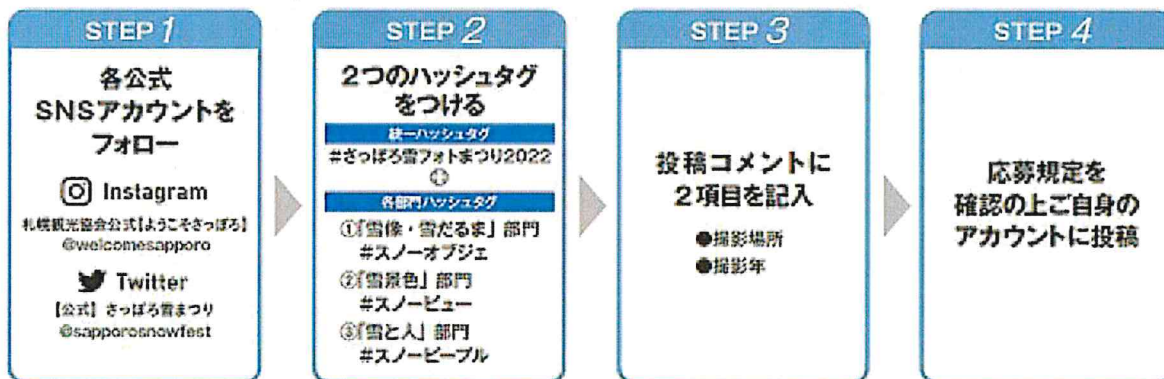 STEP 1
各公式
SNSアカウントを
フォロー
Instagram
札幌観光協会公式【ようこそさっぽろ】
@welcomesapporo
Twitter
【公式】さっぽろ雪まつり
@sapporosnowfest
STEP 2
2つのハッシュタグ
をつける
統一ハッシュタグ
#さっぽろ雪フォトまつり2022
各部門ハッシュタグ
①「雪像・雪だるま」部門
#スノーオブジェ
②「雪景色」部門
#スノービュー
③「雪と人」部門
#スノーピープル
STEP 3
投稿コメントに
2項目を記入
●撮影場所
●撮影年
STEP 4
応募規定を
確認の上ご自身の
アカウントに投稿